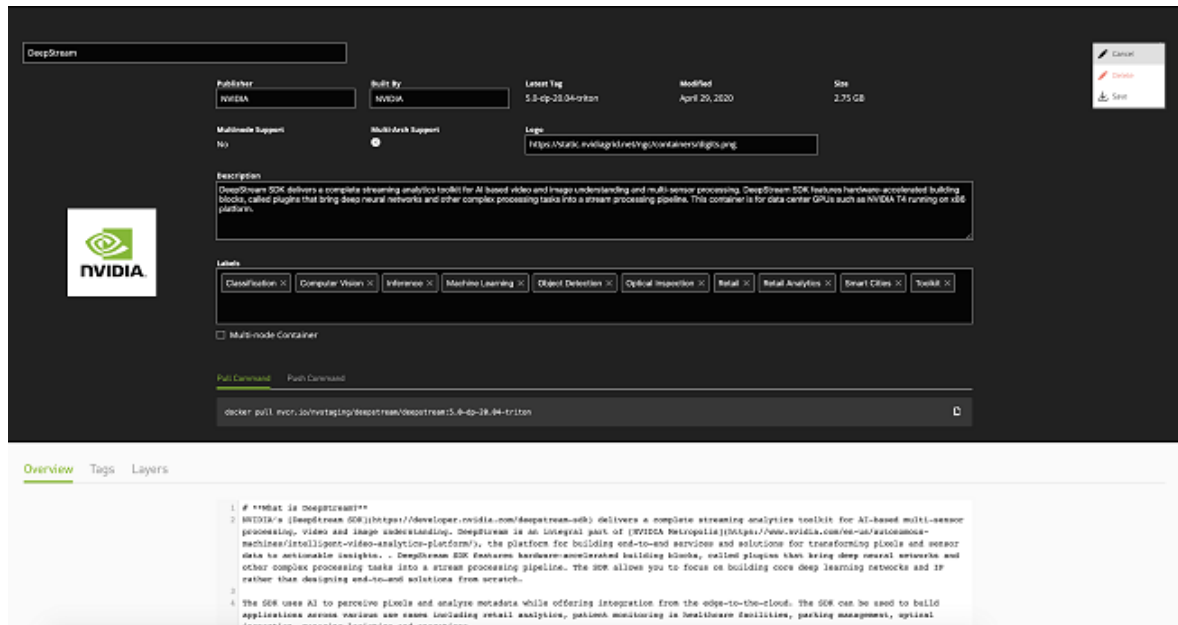 DeepStream
Cancel
Delete
Save
Publisher
Built By
Latest Tag
Modified
Size
NVIDIA
NVIDIA
5.0-dp-20.04-triton
April 29, 2020
2.75 GB
Multinode Support
Multi-Arch Support
Logo
No
https://static.nvidiagrid.net/ngc/containers/digits.png
Description
DeepStream SDK delivers a complete streaming analytics toolkit for AI based video and image understanding and multi-sensor processing. DeepStream SDK features hardware-accelerated building
blocks, called plugins that bring deep neural networks and other complex processing tasks into a stream processing pipeline. This container is for data center GPUs such as NVIDIA T4 running on x86
platform.
NVIDIA.
Labels
Classification × Computer Vision × Inference × Machine Learning × Object Detection × Optical Inspection × Retail × Retail Analytics × Smart Cities × Toolkit ×
Multi-node Container
Pull Command
Push Command
docker pull nvcr.io/nvstaging/deepstream/deepstream:5.0-dp-20.04-triton
Overview
Tags
Layers
1 # **What is DeepStream?**
2 NVIDIA's [DeepStream SDK](https://developer.nvidia.com/deepstream-sdk) delivers a complete streaming analytics toolkit for AI-based multi-sensor
processing, video and image understanding. DeepStream is an integral part of [NVIDIA Metropolis](https://www.nvidia.com/en-us/autonomous-
machines/intelligent-video-analytics-platform/), the platform for building end-to-end services and solutions for transforming pixels and sensor
data to actionable insights. . DeepStream SDK features hardware-accelerated building blocks, called plugins that bring deep neural networks and
other complex processing tasks into a stream processing pipeline. The SDK allows you to focus on building core deep learning networks and IP
rather than designing end-to-end solutions from scratch.
3
4 The SDK uses AI to perceive pixels and analyze metadata while offering integration from the edge-to-the-cloud. The SDK can be used to build
applications across various use cases including retail analytics, patient monitoring in healthcare facilities, parking management, optical